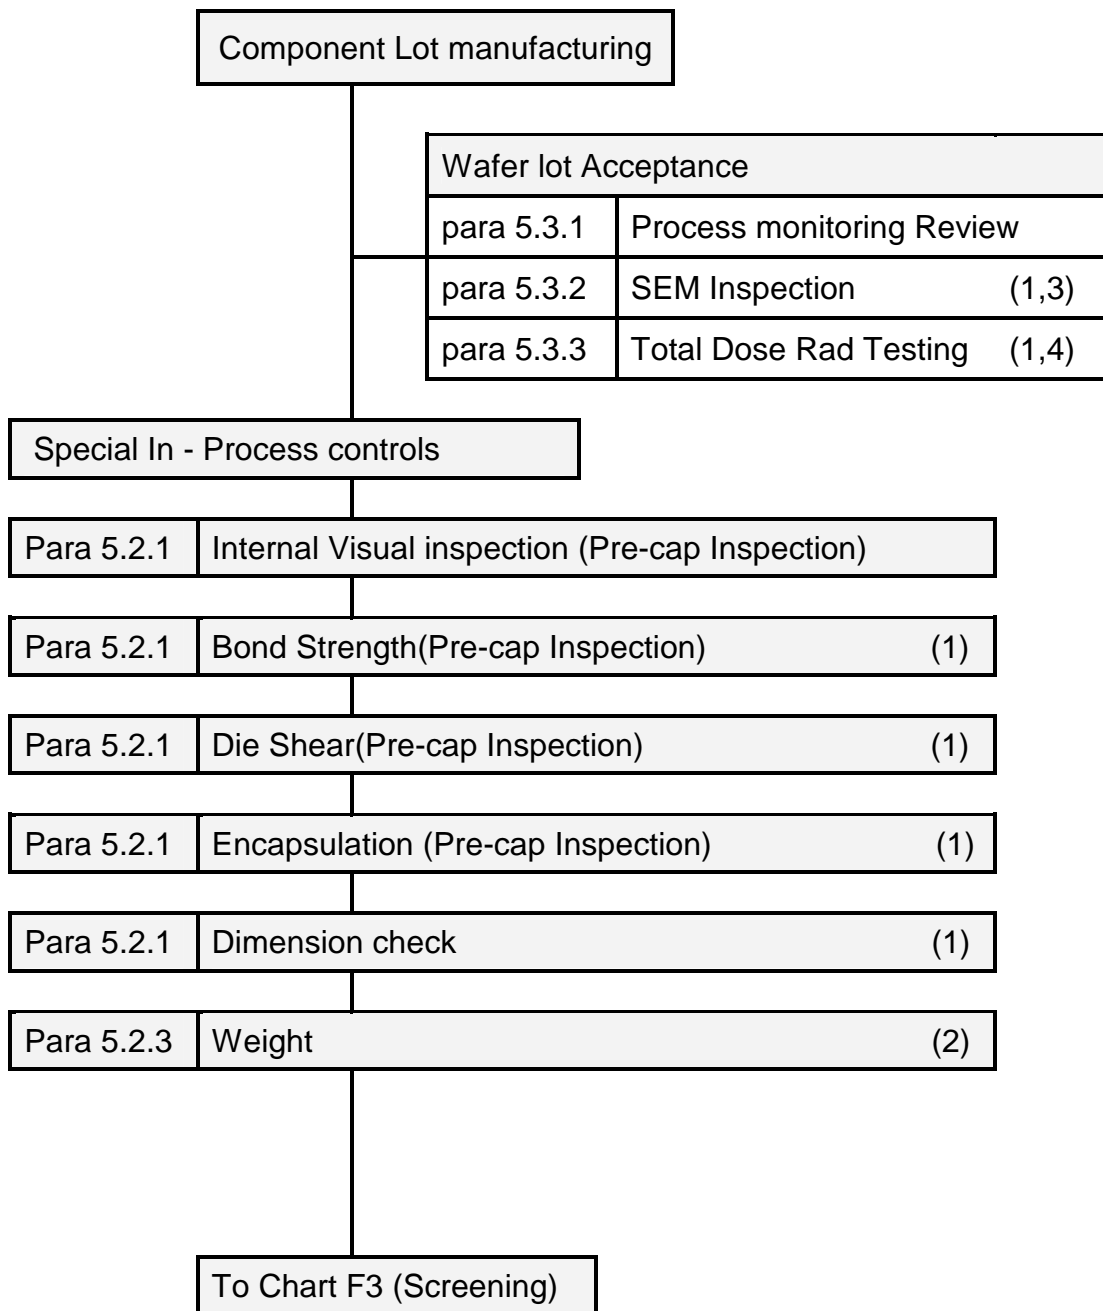 Component Lot manufacturing
Wafer lot Acceptance
para 5.3.1 Process monitoring Review
para 5.3.2 SEM Inspection (1,3)
para 5.3.3 Total Dose Rad Testing (1,4)
Special In - Process controls
Para 5.2.1 Internal Visual inspection (Pre-cap Inspection)
Para 5.2.1 Bond Strength(Pre-cap Inspection) (1)
Para 5.2.1 Die Shear(Pre-cap Inspection) (1)
Para 5.2.1 Encapsulation (Pre-cap Inspection) (1)
Para 5.2.1 Dimension check (1)
Para 5.2.3 Weight (2)
To Chart F3 (Screening)